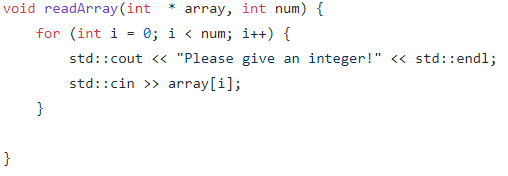 void readArray(int  * array, int num) {
    for (int i = 0; i < num; i++) {
        std::cout << "Please give an integer!" << std::endl;
        std::cin >> array[i];
    }
}